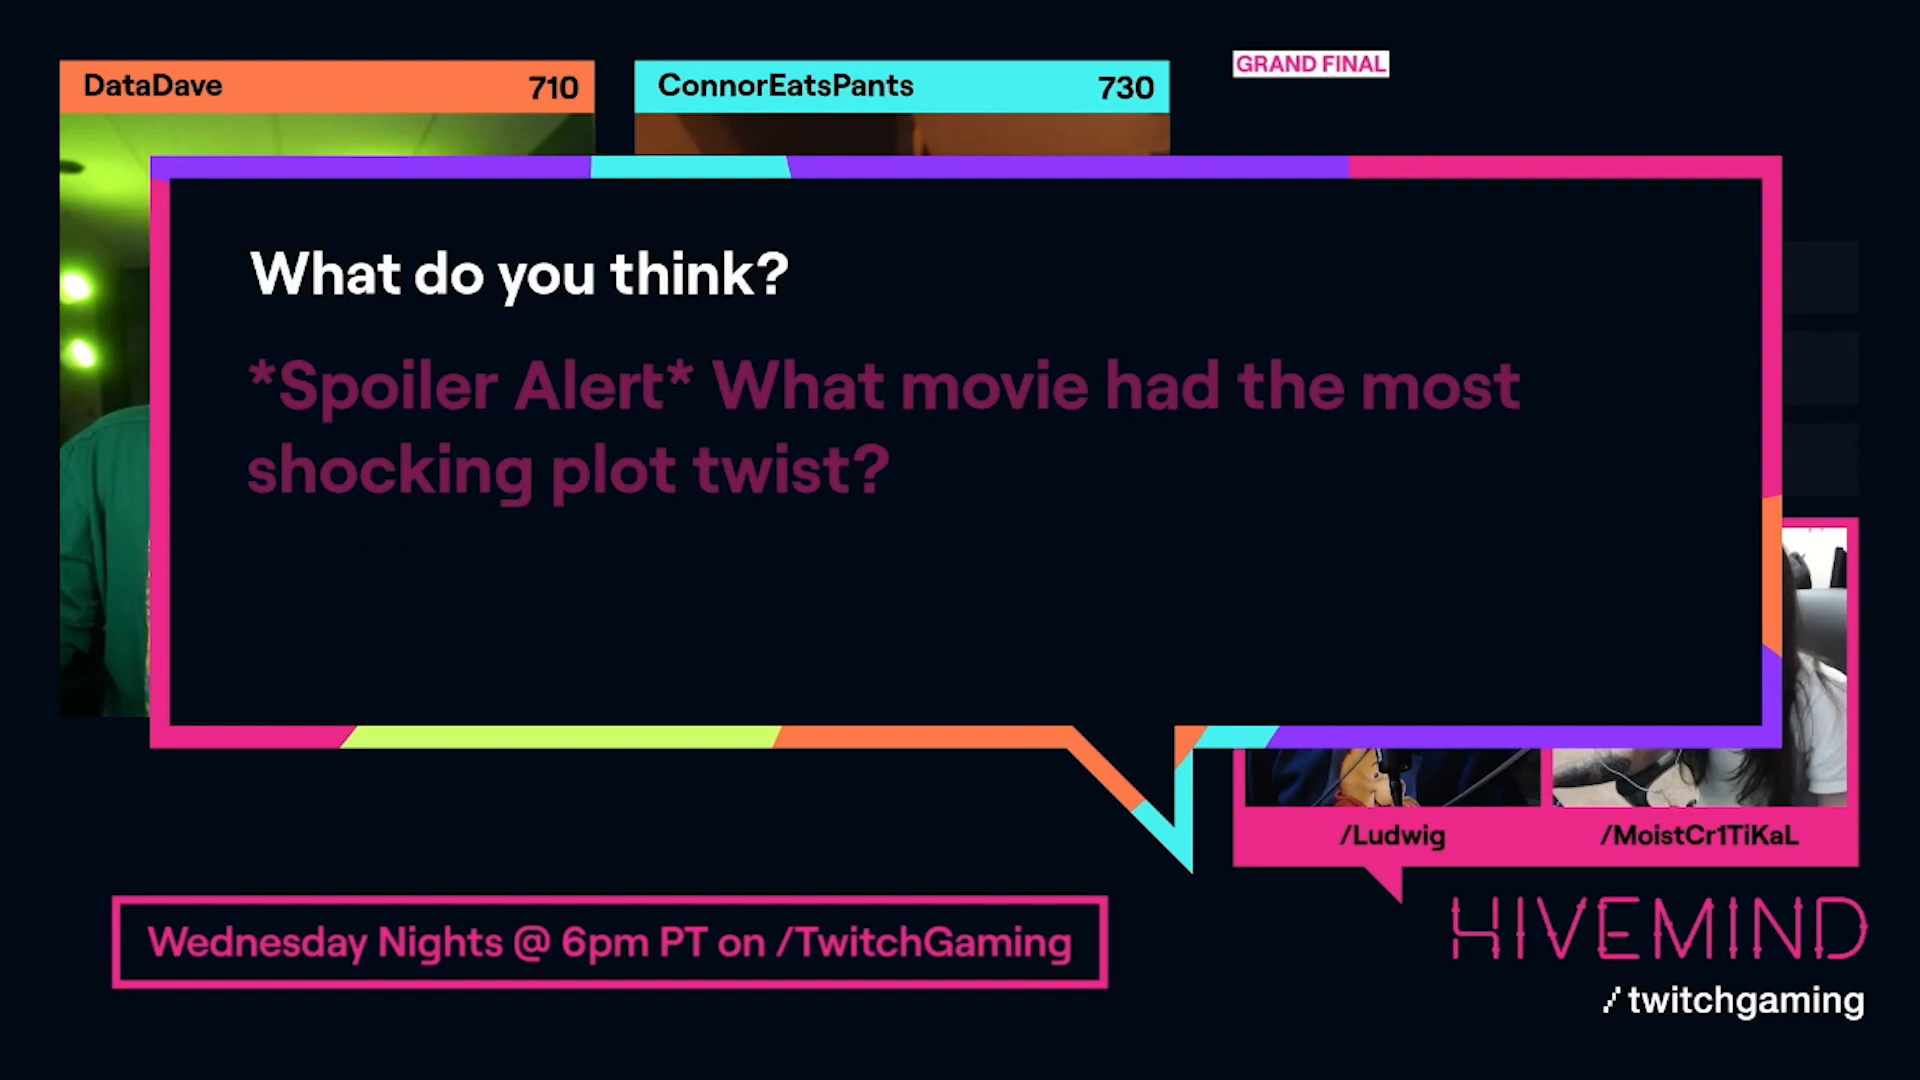 DataDave 710
ConnorEatsPants 730
GRAND FINAL
What do you think?
*Spoiler Alert* What movie had the most
shocking plot twist?
/Ludwig
/MoistCr1TiKaL
Wednesday Nights @ 6pm PT on /TwitchGaming
HIVEMIND
/twitchgaming